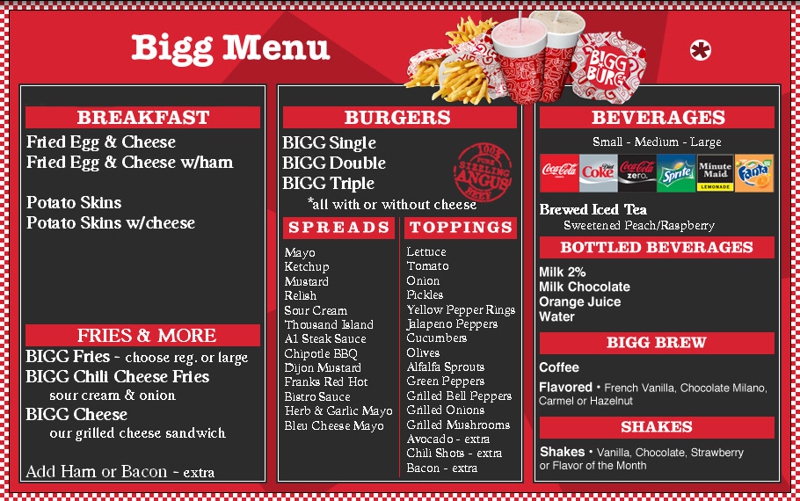 Bigg Menu
*
B!GG
BURG
BREAKFAST
Fried Egg & Cheese
Fried Egg & Cheese w/ham
Potato Skins
Potato Skins w/cheese
FRIES & MORE
BIGG Fries - choose reg. or large
BIGG Chili Cheese Fries
sour cream & onion
BIGG Cheese
our grilled cheese sandwich
Add Ham or Bacon - extra
BURGERS
BIGG Single
BIGG Double
BIGG Triple
*all with or without cheese
100%
PURE
SIZZLING
ANGUS
BEEF
SPREADS
Mayo
Ketchup
Mustard
Relish
Sour Cream
Thousand Island
A1 Steak Sauce
Chipotle BBQ
Dijon Mustard
Franks Red Hot
Bistro Sauce
Herb & Garlic Mayo
Bleu Cheese Mayo
TOPPINGS
Lettuce
Tomato
Onion
Pickles
Yellow Pepper Rings
Jalapeno Peppers
Cucumbers
Olives
Alfalfa Sprouts
Green Peppers
Grilled Bell Peppers
Grilled Onions
Grilled Mushrooms
Avocado - extra
Chili Shots - extra
Bacon - extra
BEVERAGES
Small - Medium - Large
Coca-Cola
Diet
Coke
Coca-Cola
zero
Sprite
Minute
Maid
LEMONADE
Fanta
Brewed Iced Tea
Sweetened Peach/Raspberry
BOTTLED BEVERAGES
Milk 2%
Milk Chocolate
Orange Juice
Water
BIGG BREW
Coffee
Flavored • French Vanilla, Chocolate Milano,
Carmel or Hazelnut
SHAKES
Shakes • Vanilla, Chocolate, Strawberry
or Flavor of the Month